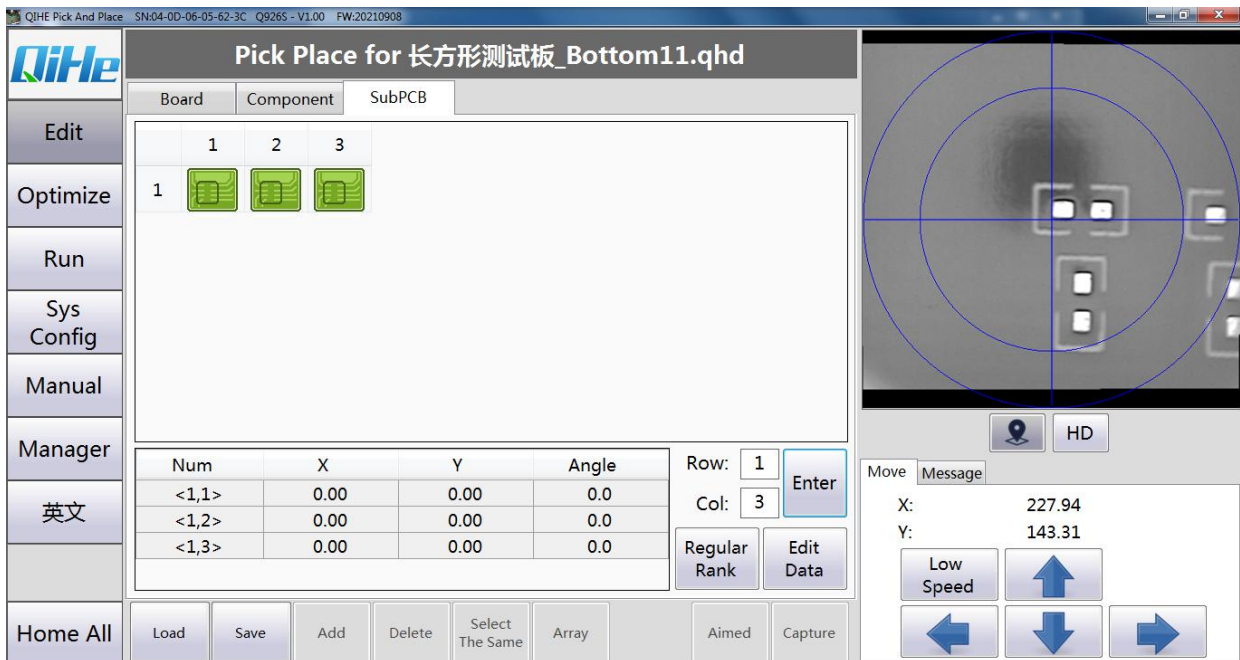 QIHE Pick And Place SN:04-0D-06-05-62-3C Q926S - V1.00 FW:20210908
QiHe
Pick Place for 长方形测试板_Bottom11.qhd
Board Component SubPCB
Edit
Optimize
Run
Sys
Config
Manual
Manager
英文
Home All
1 2 3
1
Num X Y Angle
<1,1> 0.00 0.00 0.0
<1,2> 0.00 0.00 0.0
<1,3> 0.00 0.00 0.0
Row: 1
Col: 3
Enter
Regular
Rank
Edit
Data
Load
Save
Add
Delete
Select
The Same
Array
Aimed
Capture
HD
Move Message
X: 227.94
Y: 143.31
Low
Speed